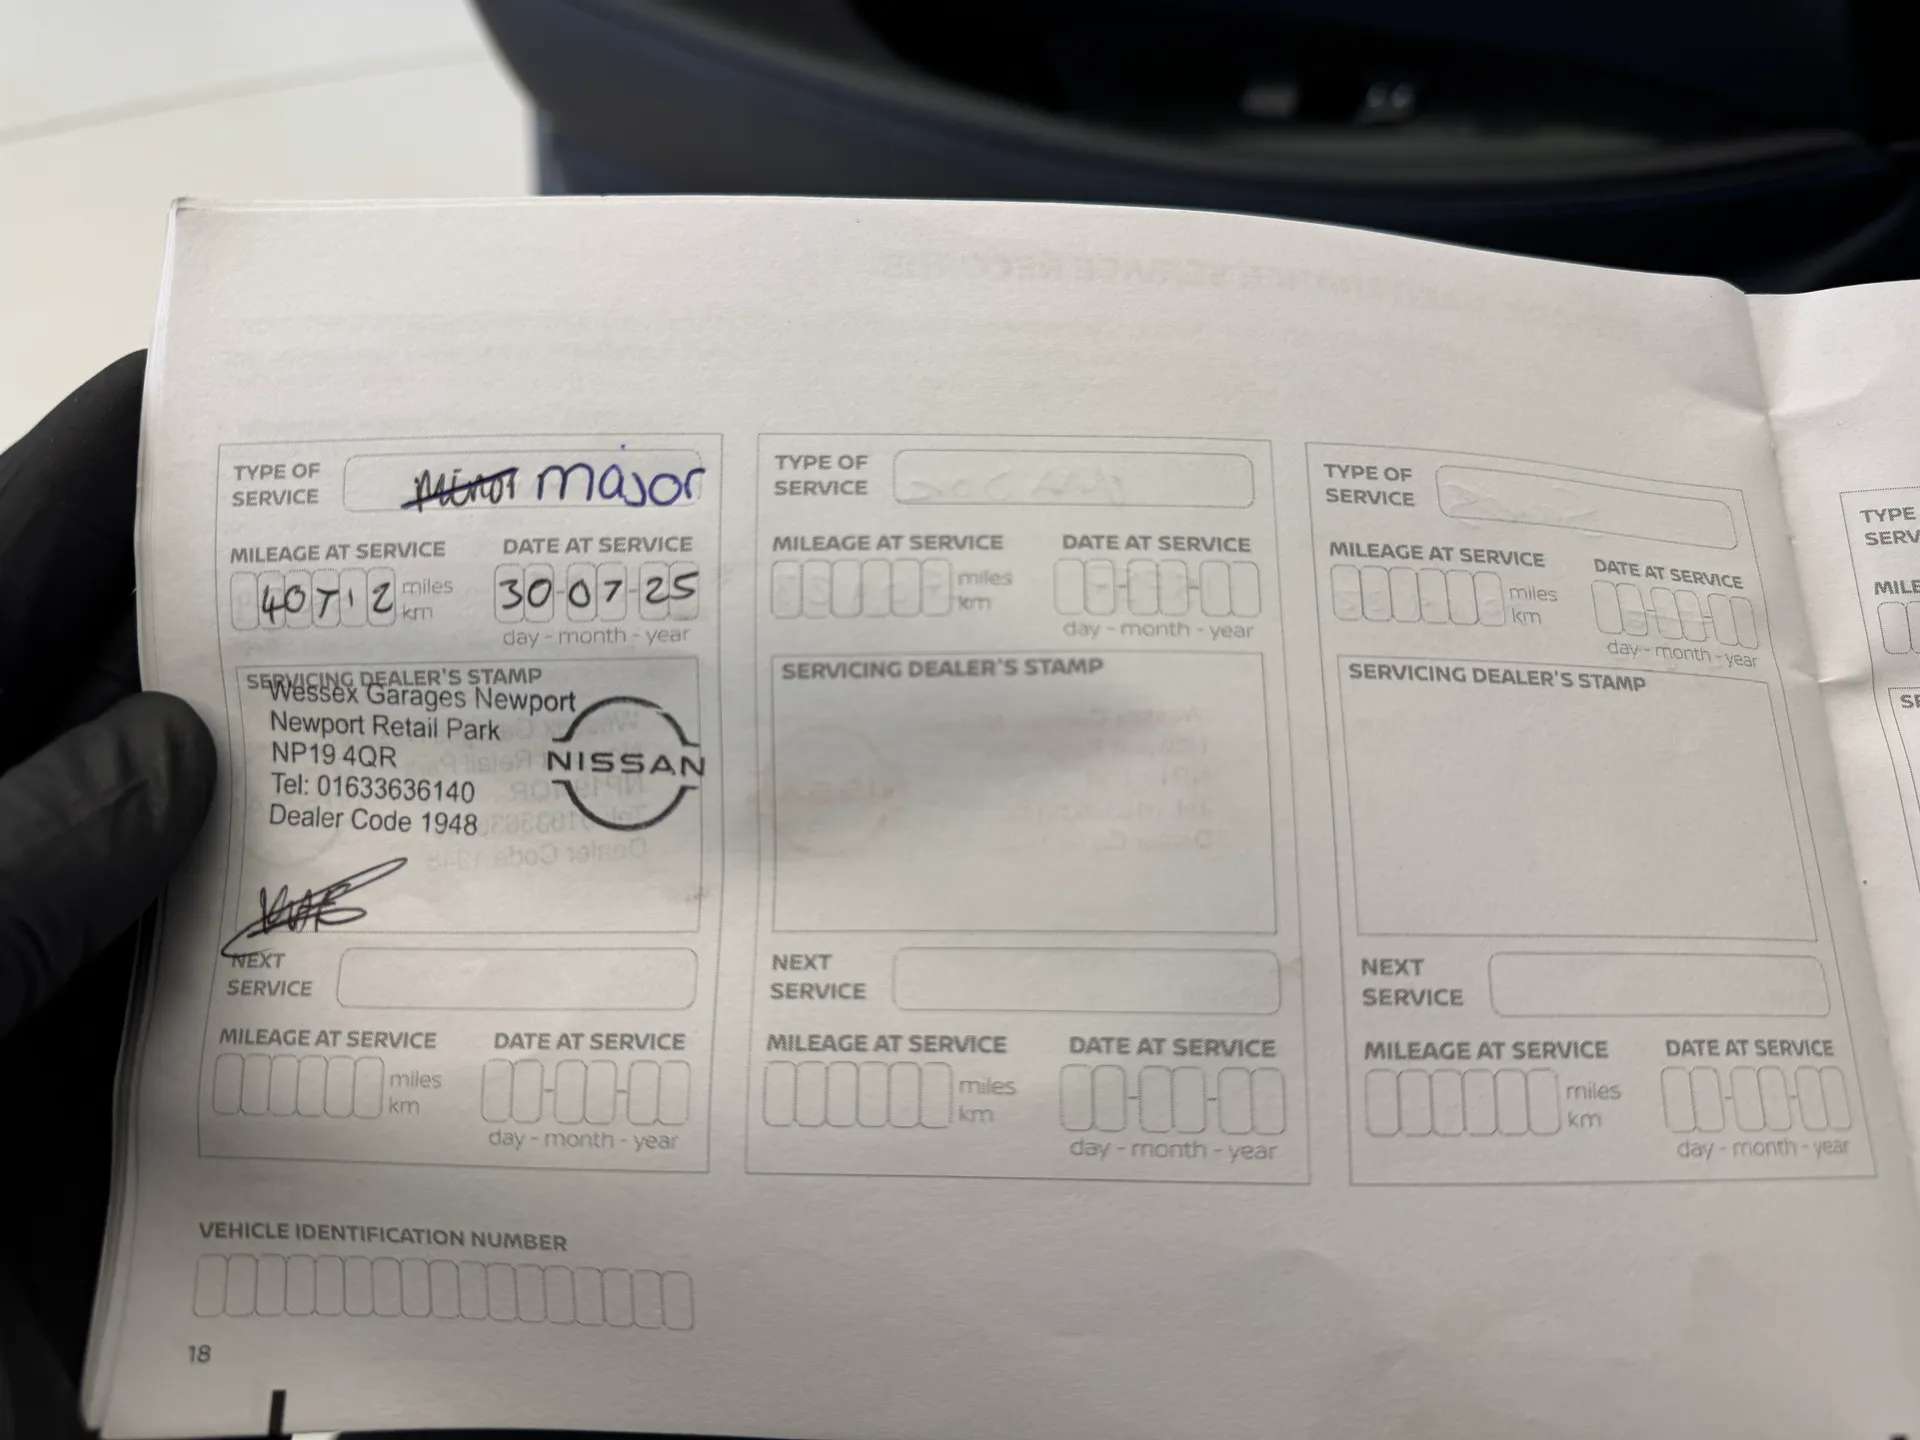 TYPE OF
SERVICE
minor major
MILEAGE AT SERVICE
40712 miles
km
DATE AT SERVICE
30-07-25
day - month - year
SERVICING DEALER'S STAMP
Wessex Garages Newport
Newport Retail Park
NP19 4QR
Tel: 01633636140
Dealer Code 1948
NISSAN
NEXT
SERVICE
MILEAGE AT SERVICE
miles
km
DATE AT SERVICE
day - month - year
TYPE OF
SERVICE
MILEAGE AT SERVICE
miles
km
DATE AT SERVICE
day - month - year
SERVICING DEALER'S STAMP
NEXT
SERVICE
MILEAGE AT SERVICE
miles
km
DATE AT SERVICE
day - month - year
TYPE OF
SERVICE
MILEAGE AT SERVICE
miles
km
DATE AT SERVICE
day - month - year
SERVICING DEALER'S STAMP
NEXT
SERVICE
MILEAGE AT SERVICE
miles
km
DATE AT SERVICE
day - month - year
TYPE
VEHICLE IDENTIFICATION NUMBER
18